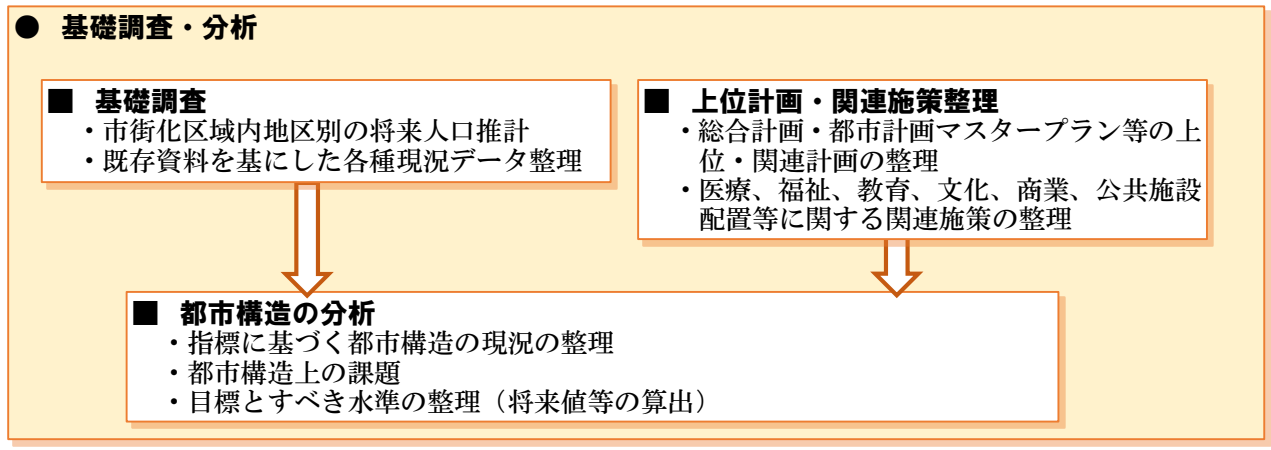 ● 基礎調査・分析
■ 基礎調査
・市街化区域内地区別の将来人口推計
・既存資料を基にした各種現況データ整理
■ 上位計画・関連施策整理
・総合計画・都市計画マスタープラン等の上
位・関連計画の整理
・医療、福祉、教育、文化、商業、公共施設
配置等に関する関連施策の整理
■ 都市構造の分析
・指標に基づく都市構造の現況の整理
・都市構造上の課題
・目標とすべき水準の整理（将来値等の算出）